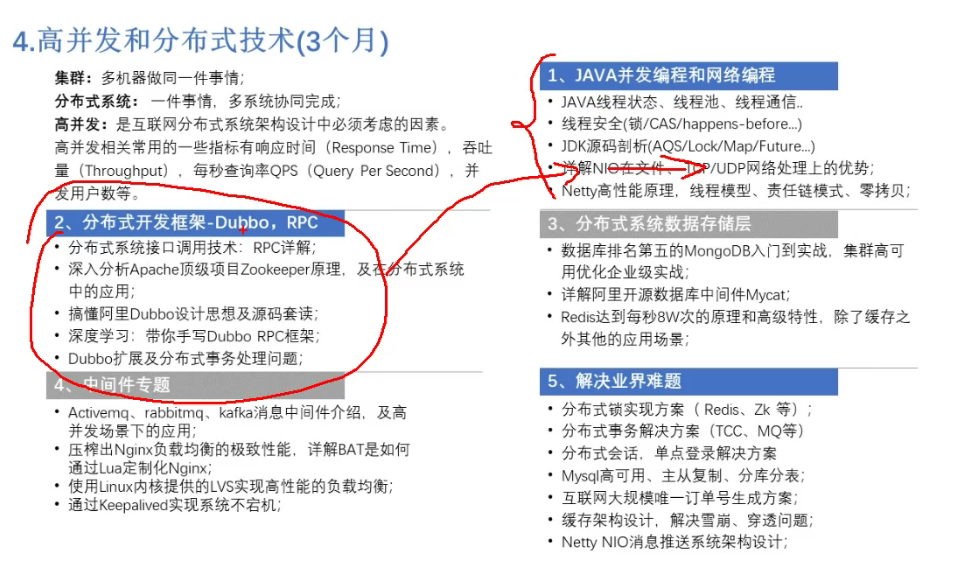 4.高并发和分布式技术(3个月)
集群：多机器做同一件事情；
分布式系统： 一件事情，多系统协同完成；
高并发：是互联网分布式系统架构设计中必须考虑的因素。
高并发相关常用的一些指标有响应时间（Response Time），吞吐
量（Throughput），每秒查询率QPS（Query Per Second），并
发用户数等。
1、JAVA并发编程和网络编程
• JAVA线程状态、线程池、线程通信..
• 线程安全(锁/CAS/happens-before...)
• JDK源码剖析(AQS/Lock/Map/Future...)
• 详解NIO在文件、TCP/UDP网络处理上的优势；
• Netty高性能原理，线程模型、责任链模式、零拷贝；
2、分布式开发框架-Dubbo，RPC
• 分布式系统接口调用技术：RPC详解；
• 深入分析Apache顶级项目Zookeeper原理，及在分布式系统
中的应用；
• 搞懂阿里Dubbo设计思想及源码套读；
• 深度学习：带你手写Dubbo RPC框架；
• Dubbo扩展及分布式事务处理问题；
3、分布式系统数据存储层
• 数据库排名第五的MongoDB入门到实战，集群高可
用优化企业级实战；
• 详解阿里开源数据库中间件Mycat；
• Redis达到每秒8W次的原理和高级特性，除了缓存之
外其他的应用场景；
4、中间件专题
• Activemq、rabbitmq、kafka消息中间件介绍，及高
并发场景下的应用；
• 压榨出Nginx负载均衡的极致性能，详解BAT是如何
通过Lua定制化Nginx；
• 使用Linux内核提供的LVS实现高性能的负载均衡；
• 通过Keepalived实现系统不宕机；
5、解决业界难题
• 分布式锁实现方案（ Redis、Zk 等）；
• 分布式事务解决方案（TCC、MQ等）
• 分布式会话，单点登录解决方案
• Mysql高可用、主从复制、分库分表；
• 互联网大规模唯一订单号生成方案；
• 缓存架构设计，解决雪崩、穿透问题；
• Netty NIO消息推送系统架构设计；